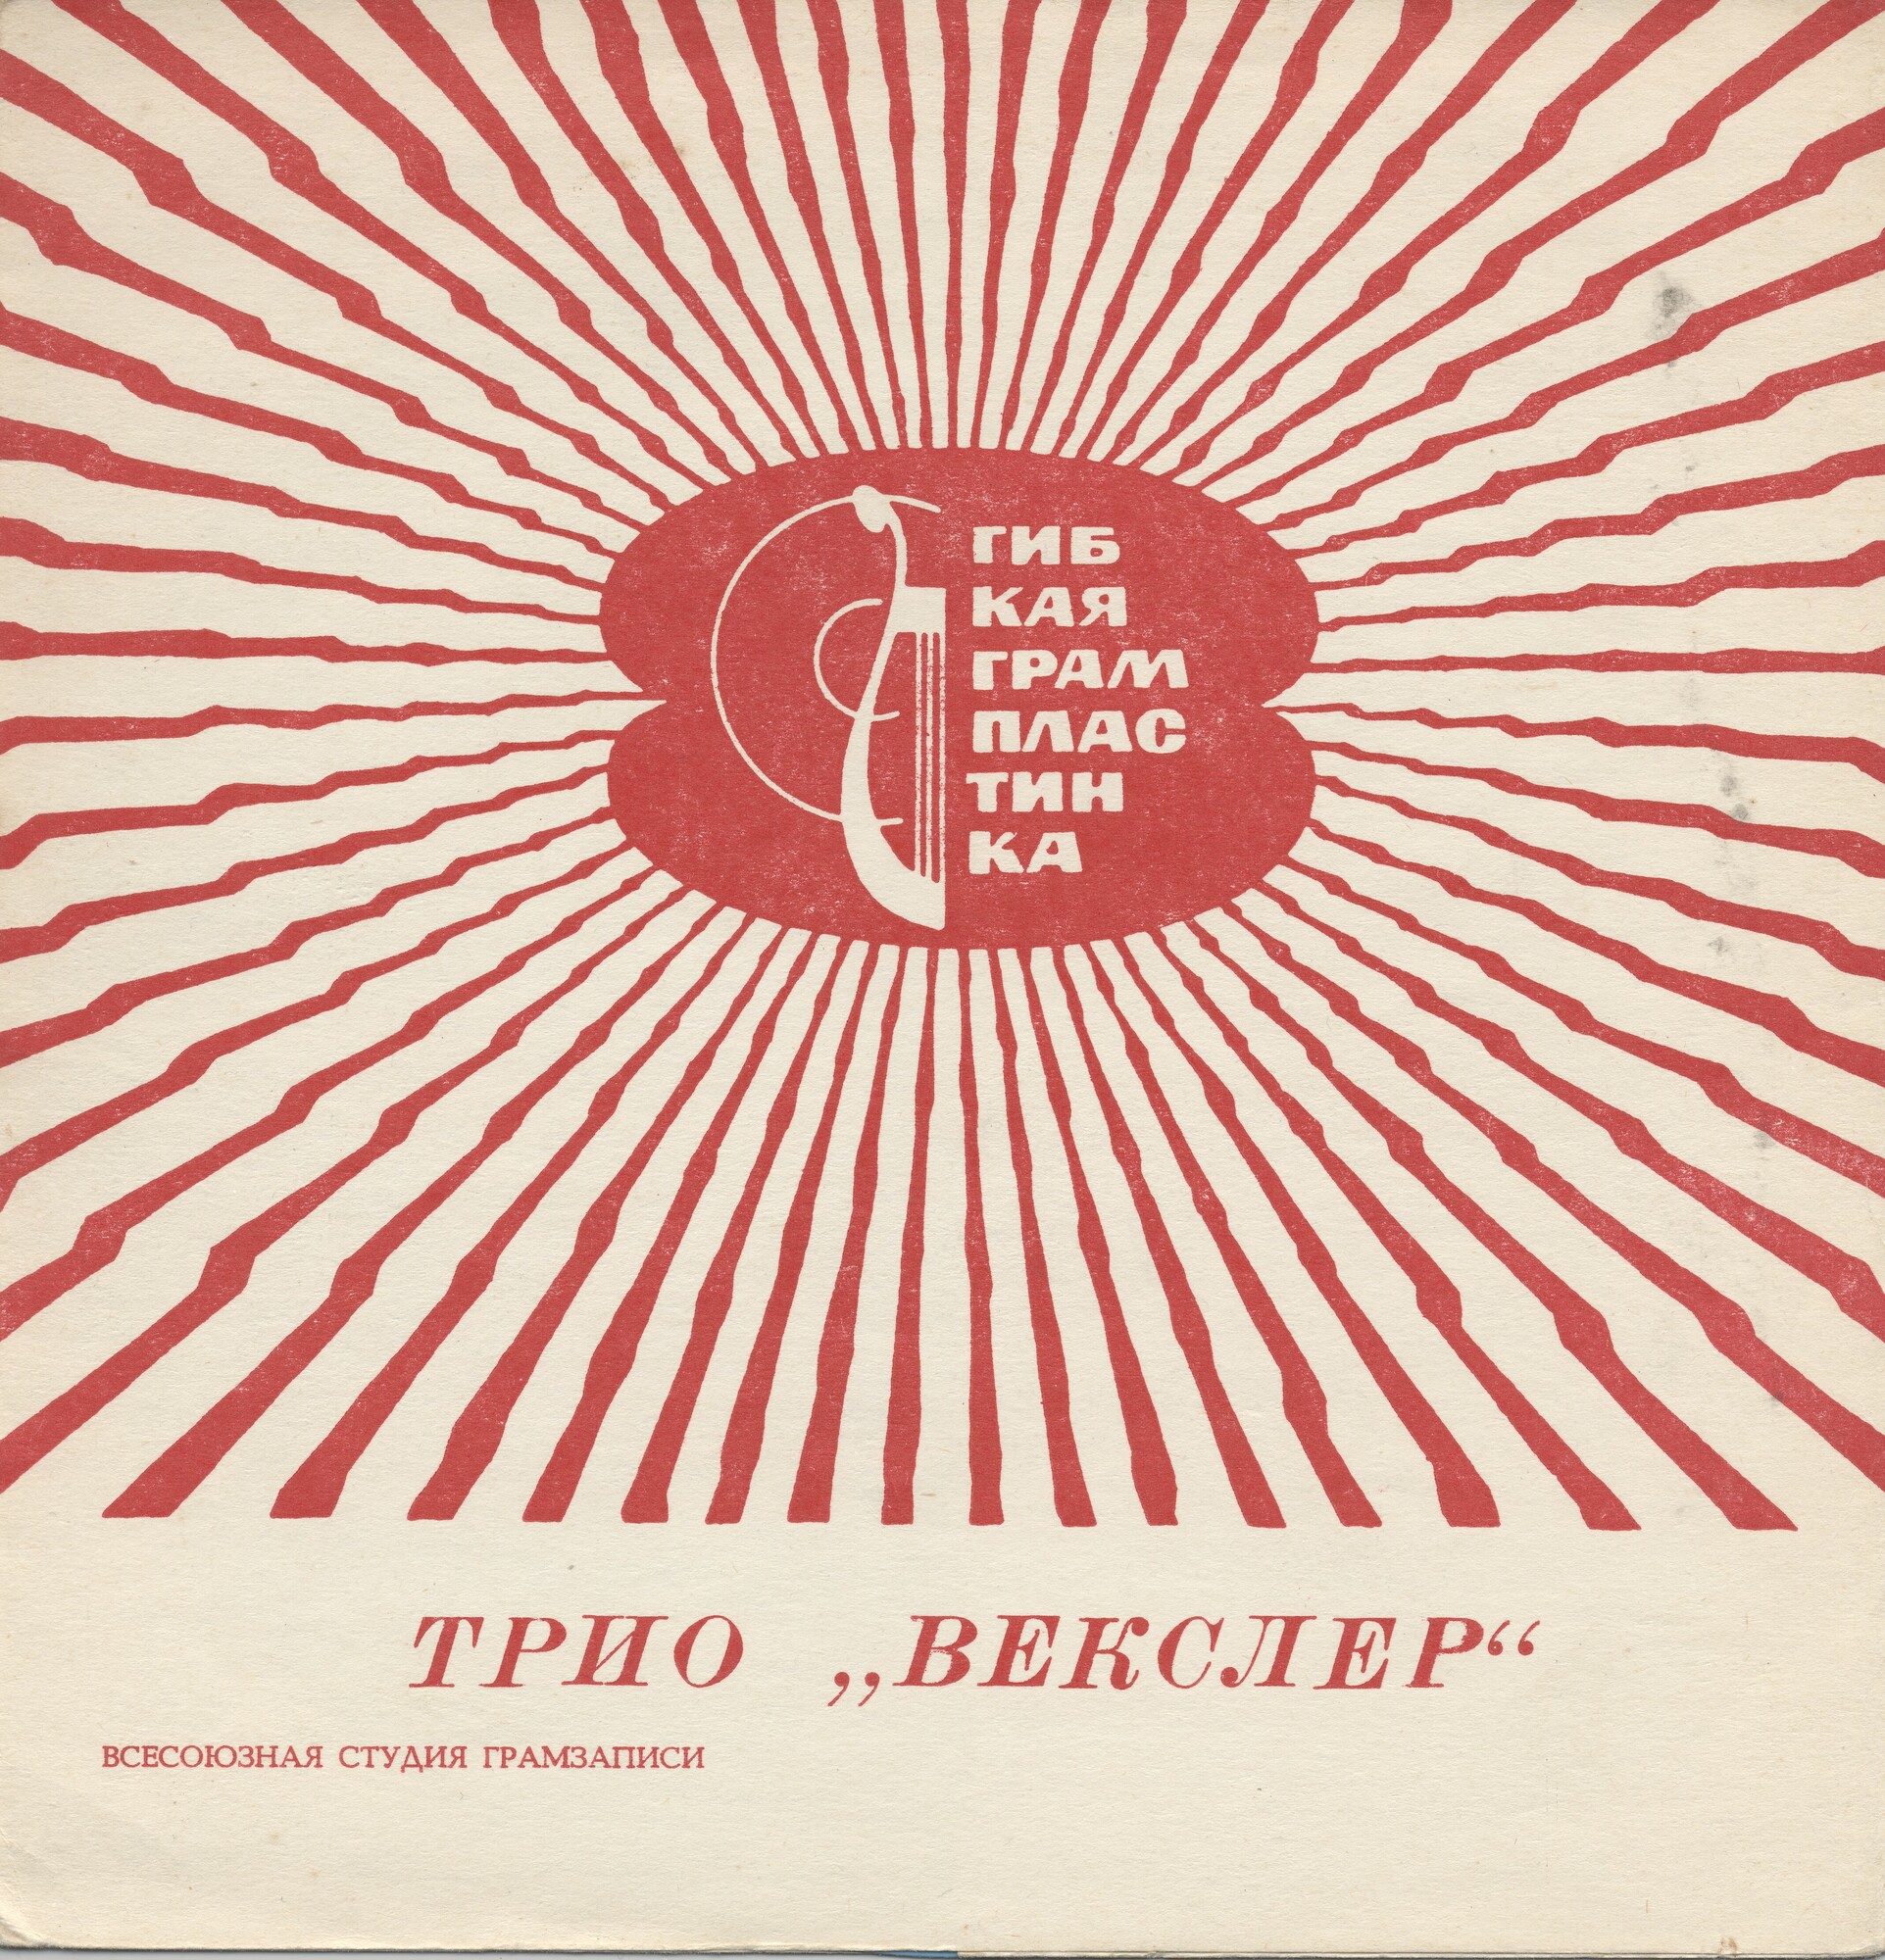 ГИБ
КАЯ
ГРАМ
ПЛАС
ТИН
КА
ТРИО „ВЕКСЛЕР“
ВСЕСОЮЗНАЯ СТУДИЯ ГРАМЗАПИСИ